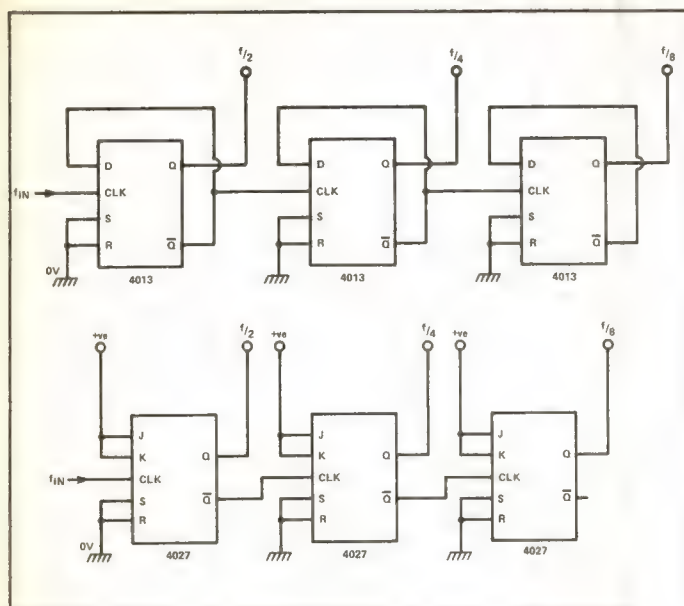 f/2 f/4 f/8
D Q D Q D Q
fIN CLK CLK CLK
S S S
R Q̅ R Q̅ R Q̅
0V
4013 4013 4013
+ve f/2 +ve f/4 +ve f/8
J J J
K Q K Q K Q
fIN CLK CLK CLK
S Q̅ S Q̅ S Q̅
R R R
0V
4027 4027 4027